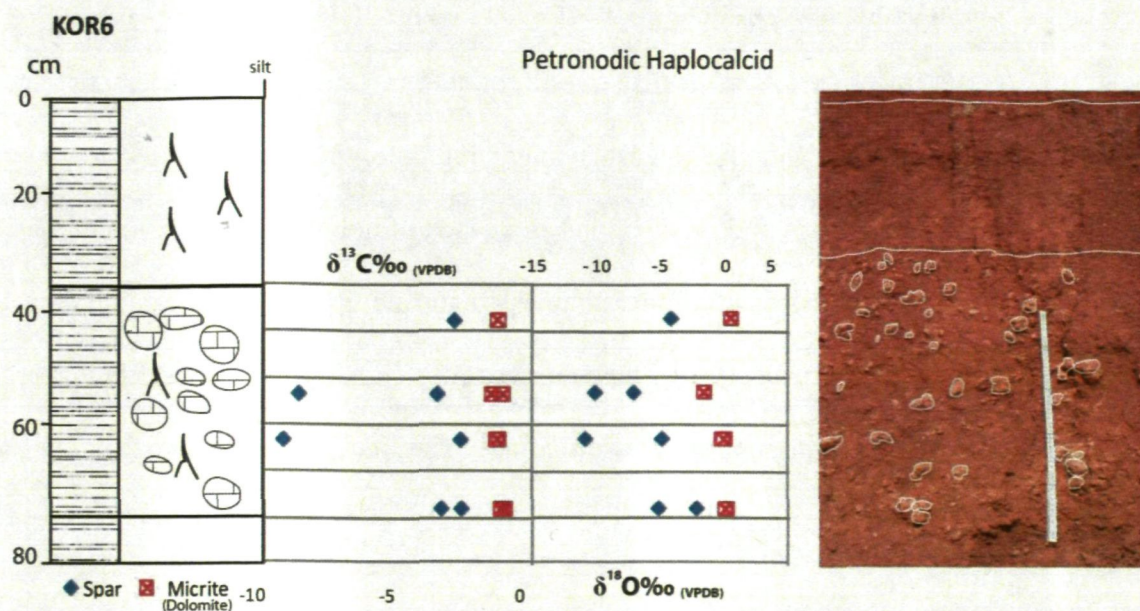 KOR6
cm
silt
Petronodic Haplocalcid
0
20
δ¹³C‰ (VPDB)
-15 -10 -5 0 5
40
60
80
Spar Micrite
(Dolomite)
-10 -5 0
δ¹⁸O‰ (VPDB)